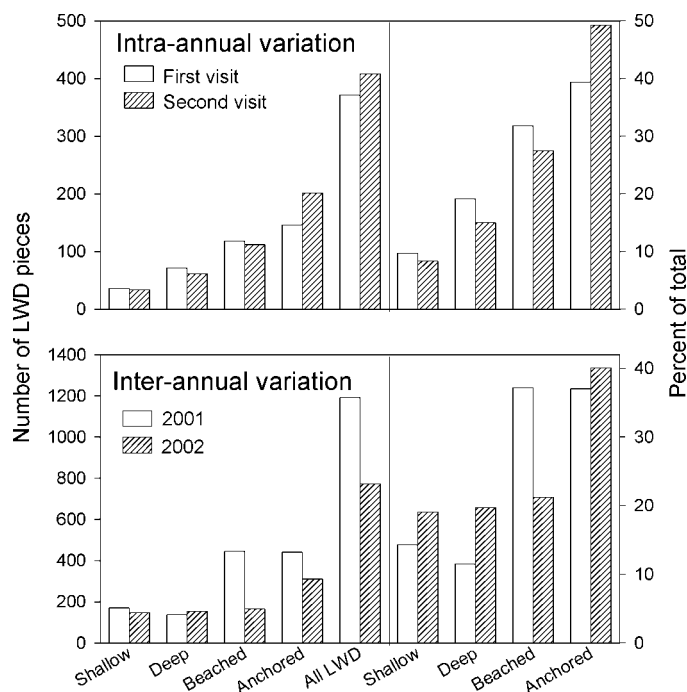 Number of LWD pieces
500
400
300
200
100
0
Intra-annual variation
First visit
Second visit
50
40
30
20
10
0
Percent of total
1400
1200
1000
800
600
400
200
0
Inter-annual variation
2001
2002
40
30
20
10
0
Shallow
Deep
Beached
Anchored
All LWD
Shallow
Deep
Beached
Anchored